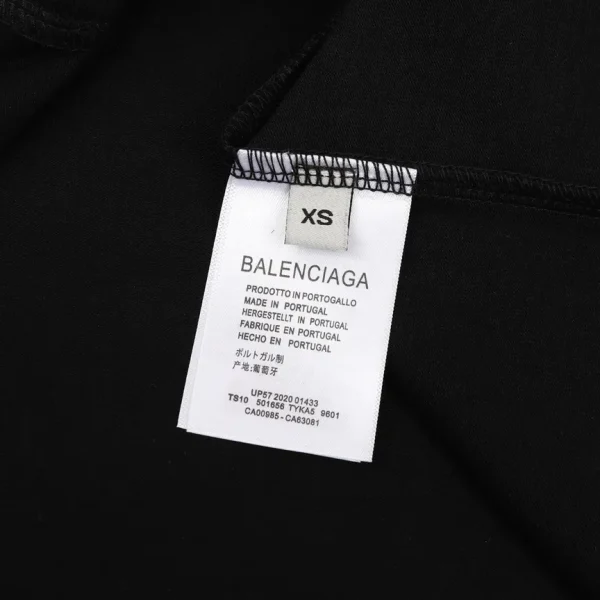 XS
BALENCIAGA
PRODOTTO IN PORTOGALLO
MADE IN PORTUGAL
HERGESTELLT IN PORTUGAL
FABRIQUE EN PORTUGAL
HECHO EN PORTUGAL
ポルトガル制
产地:葡萄牙
UP57 2020 01433
TS10 501656 TYKA5 9601
CA00985-CA63081